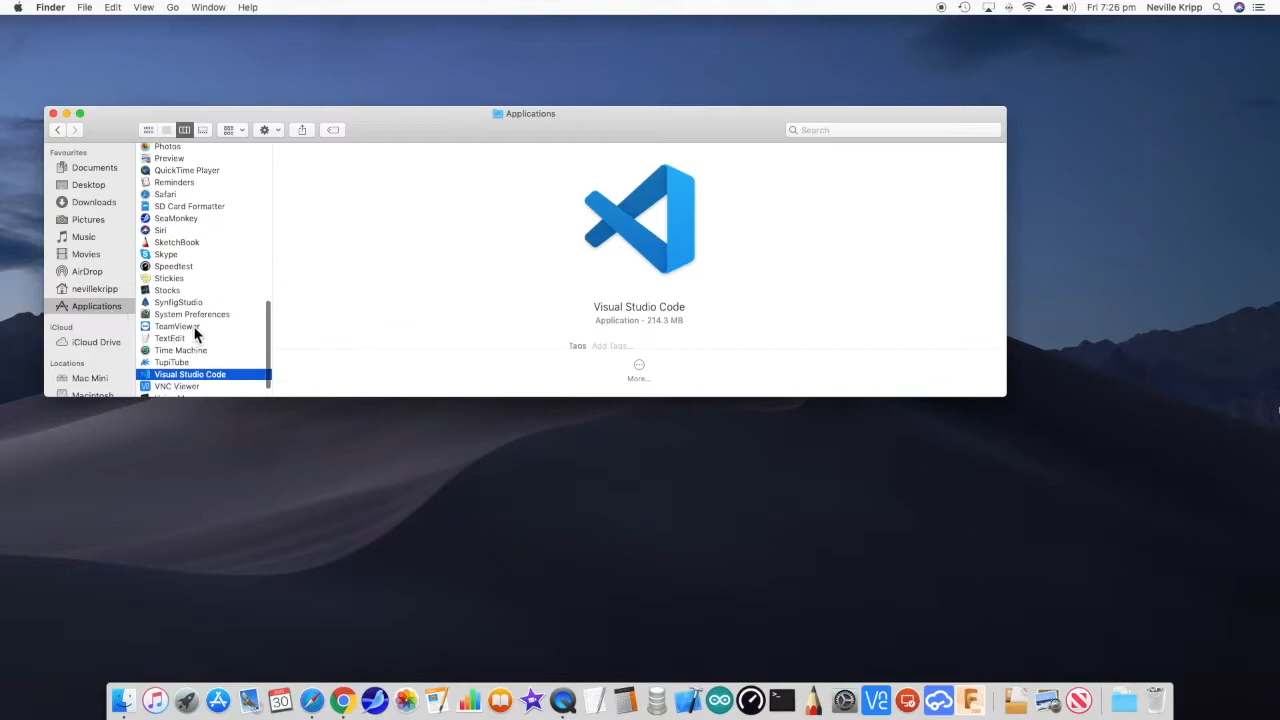 Finder File Edit View Go Window Help Fri 7:26 pm Neville Kripp
Applications
Search
Favourites
Documents
Desktop
Downloads
Pictures
Music
Movies
AirDrop
nevillekripp
Applications
iCloud
iCloud Drive
Locations
Mac Mini
Macintosh
Photos
Preview
QuickTime Player
Reminders
Safari
SD Card Formatter
SeaMonkey
Siri
SketchBook
Skype
Speedtest
Stickies
Stocks
SynfigStudio
System Preferences
TeamViewer
TextEdit
Time Machine
TupiTube
Visual Studio Code
VNC Viewer
Visual Studio Code
Application - 214.3 MB
Tags Add Tags...
More...
AUG
30